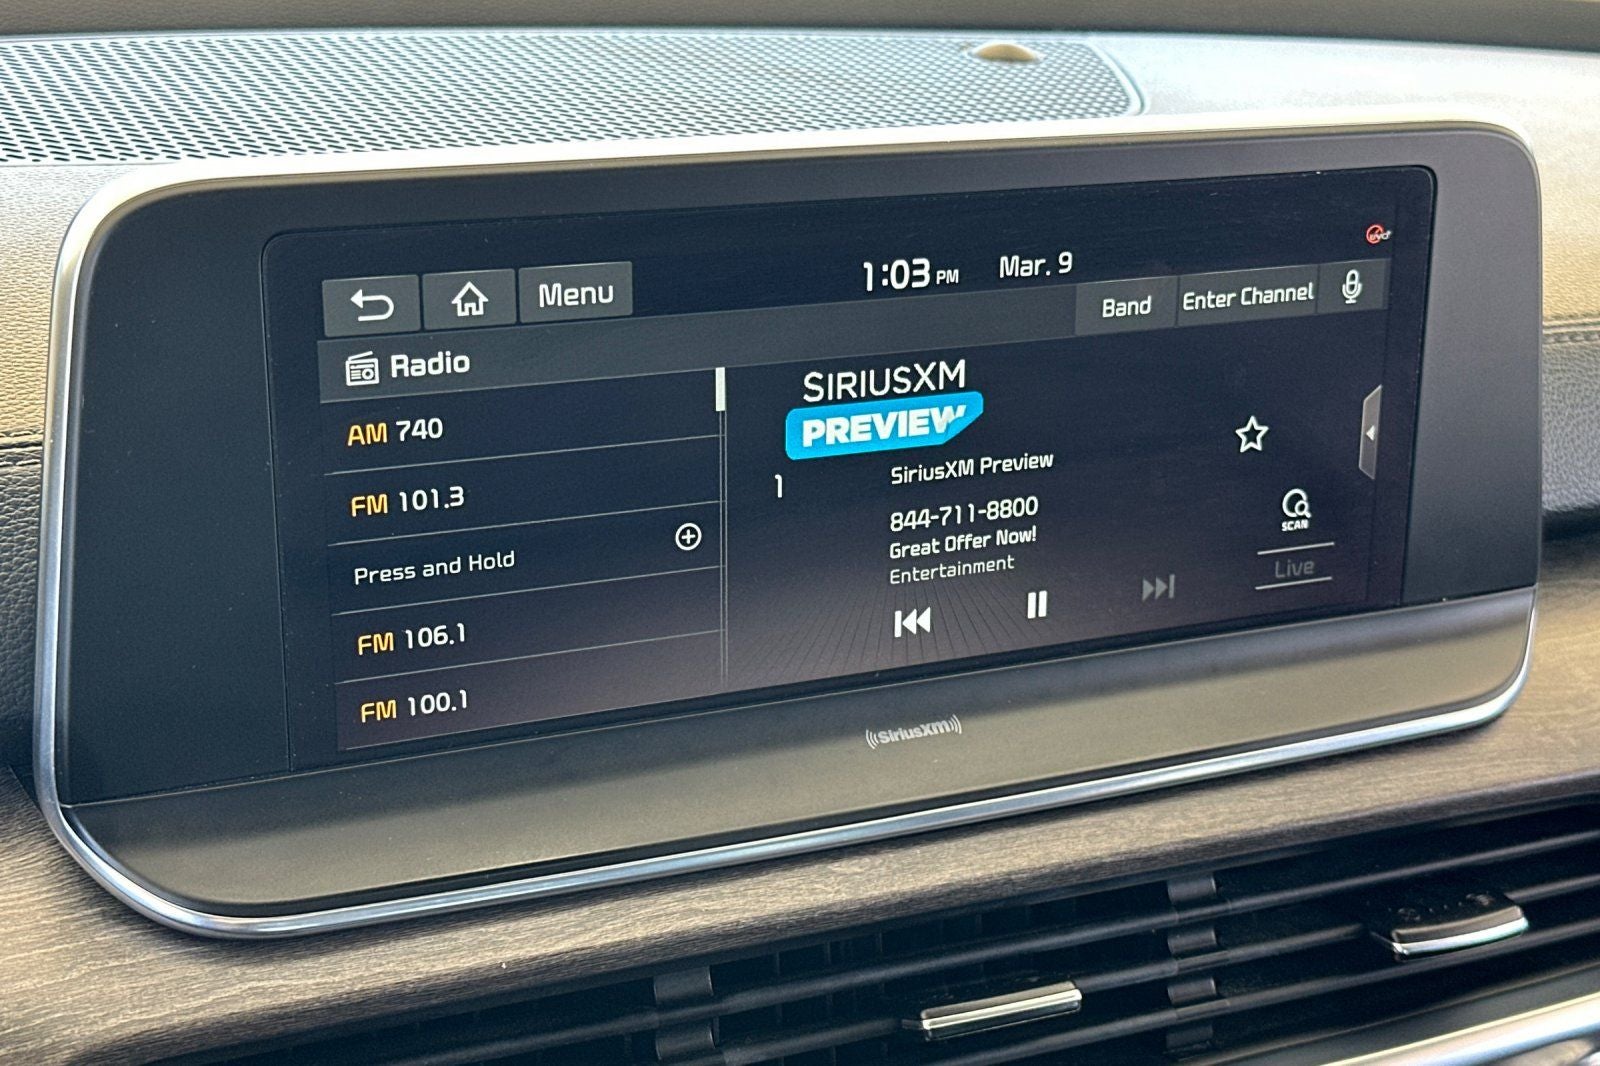 1:03 PM Mar. 9
Menu
Band Enter Channel
Radio
AM 740
FM 101.3
Press and Hold
FM 106.1
FM 100.1
SIRIUSXM
PREVIEW
1 SiriusXM Preview
844-711-8800
Great Offer Now!
Entertainment
SCAN
Live
((SiriusXM))